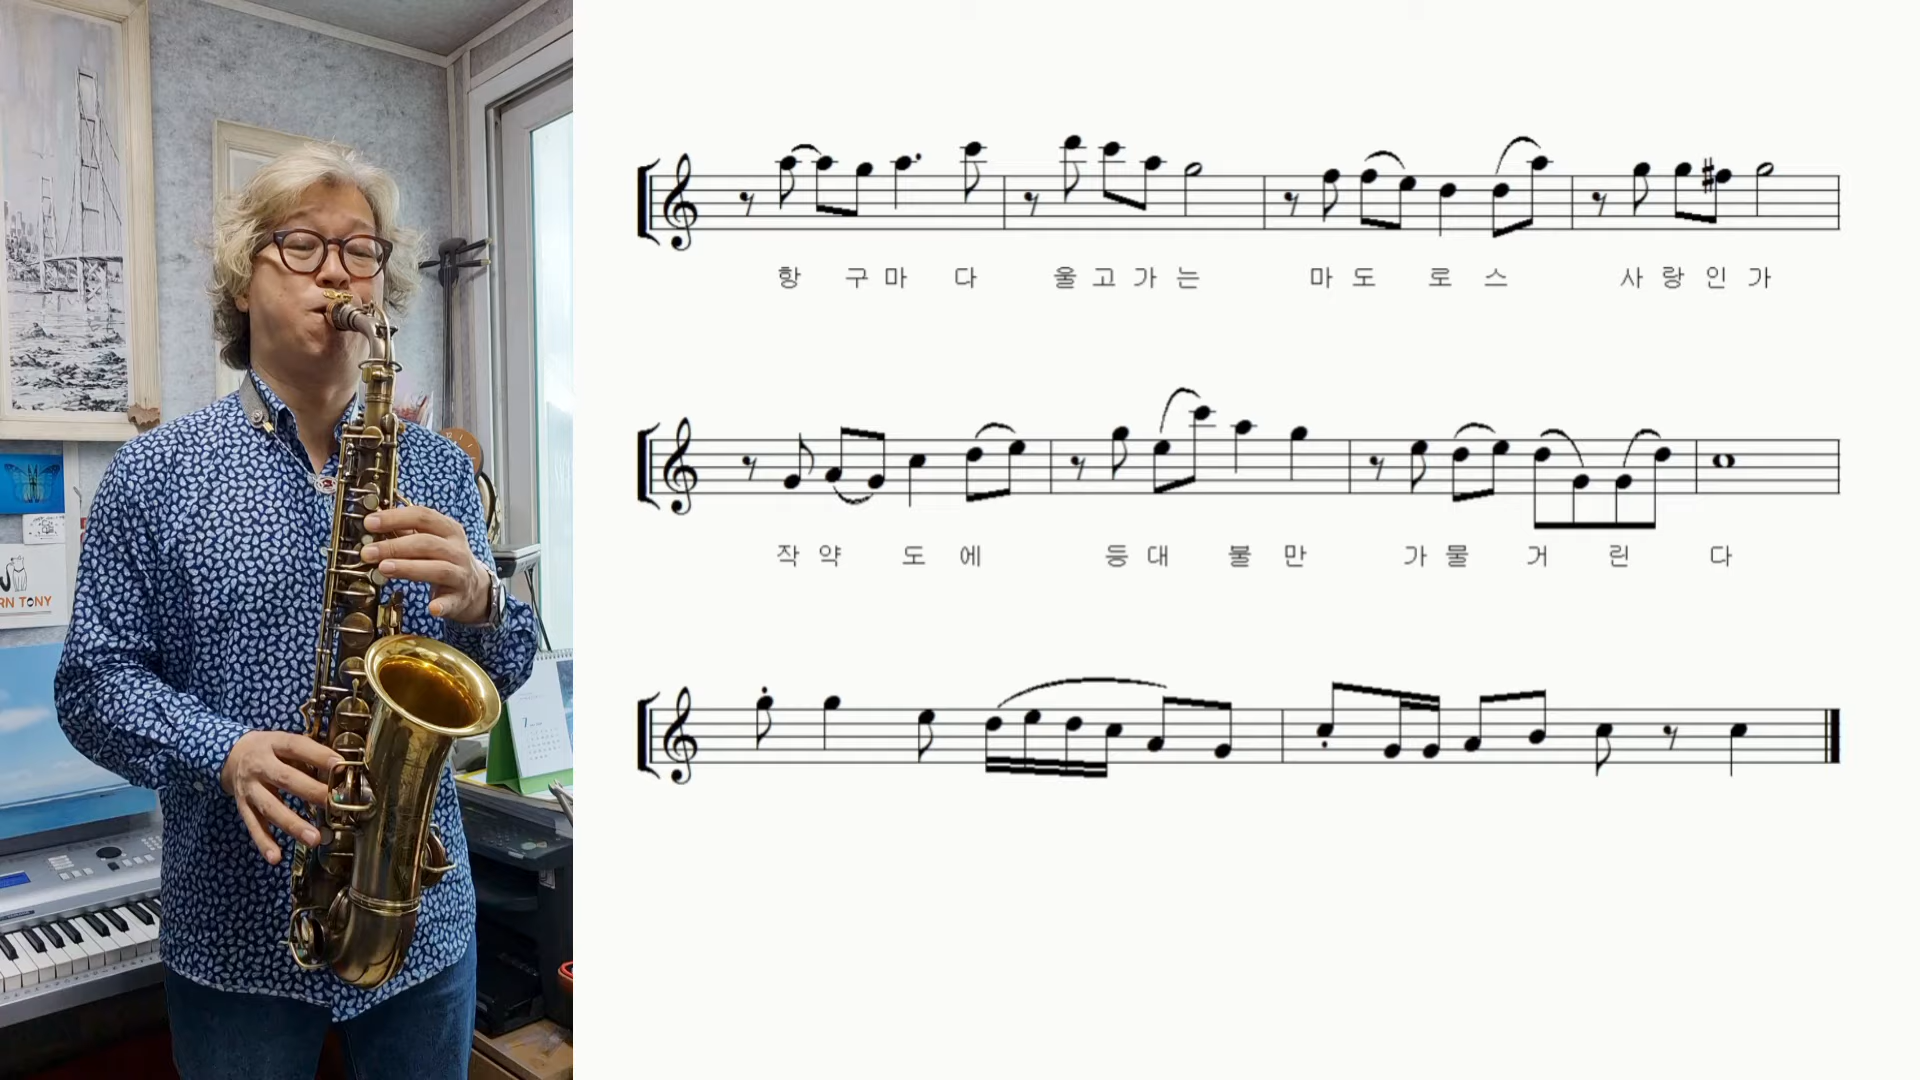 항 구 마 다 울 고 가 는 마 도 로 스 사 랑 인 가
작 약 도 에 등 대 불 만 가 물 거 린 다
RN TONY
7